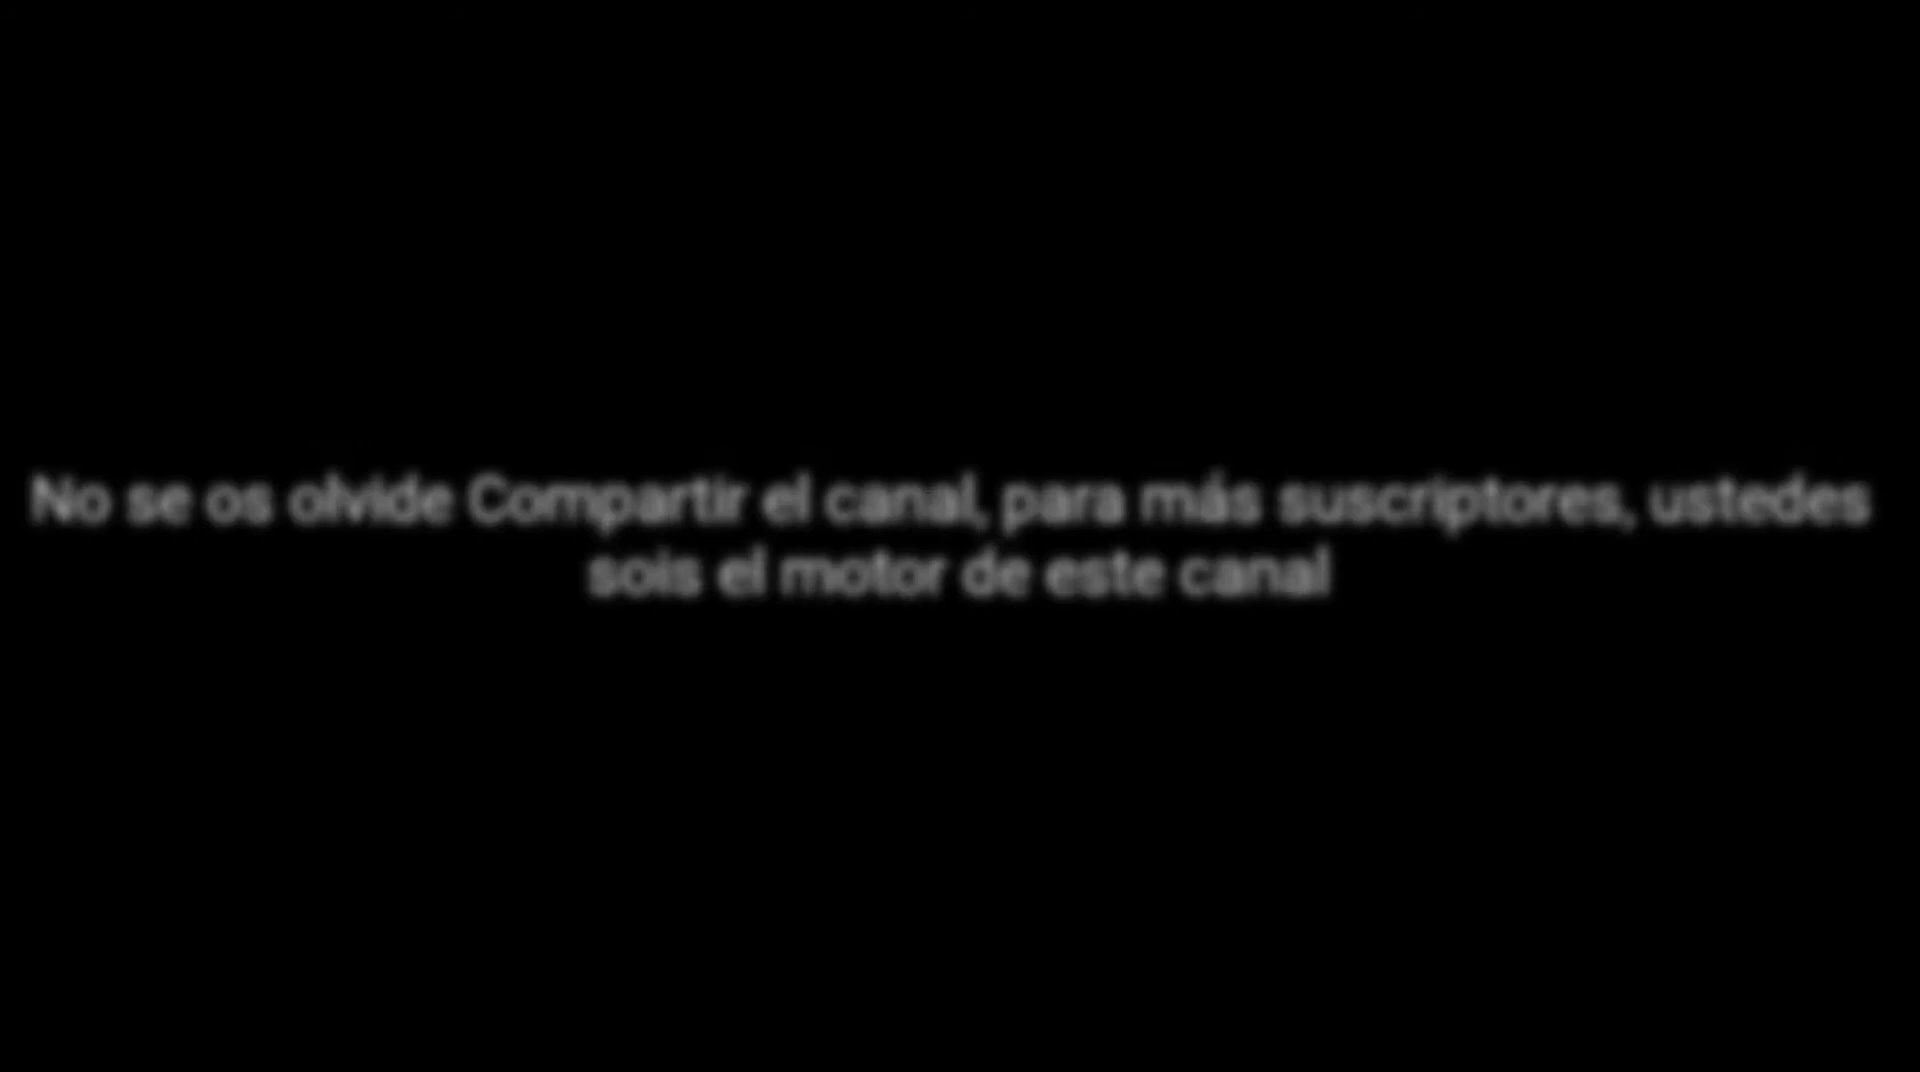 No se os olvide Compartir el canal, para más suscriptores, ustedes
sois el motor de este canal